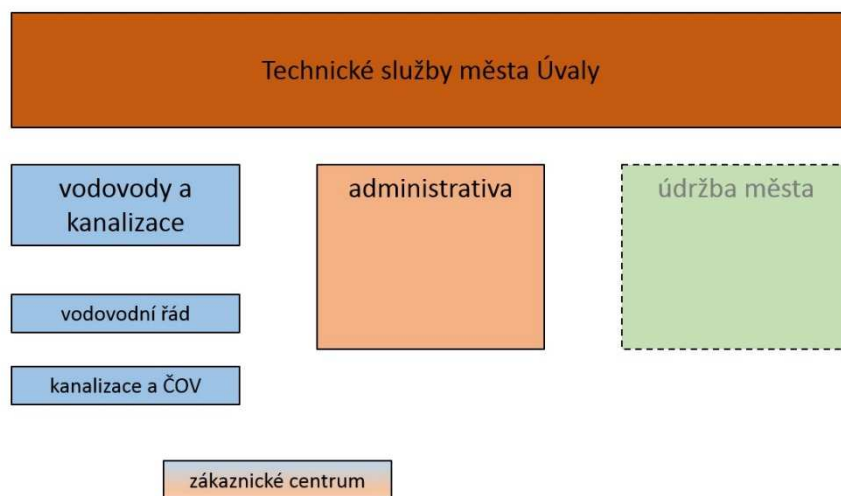 Technické služby města Úvaly
vodovody a
kanalizace
administrativa
údržba města
vodovodní řád
kanalizace a ČOV
zákaznické centrum